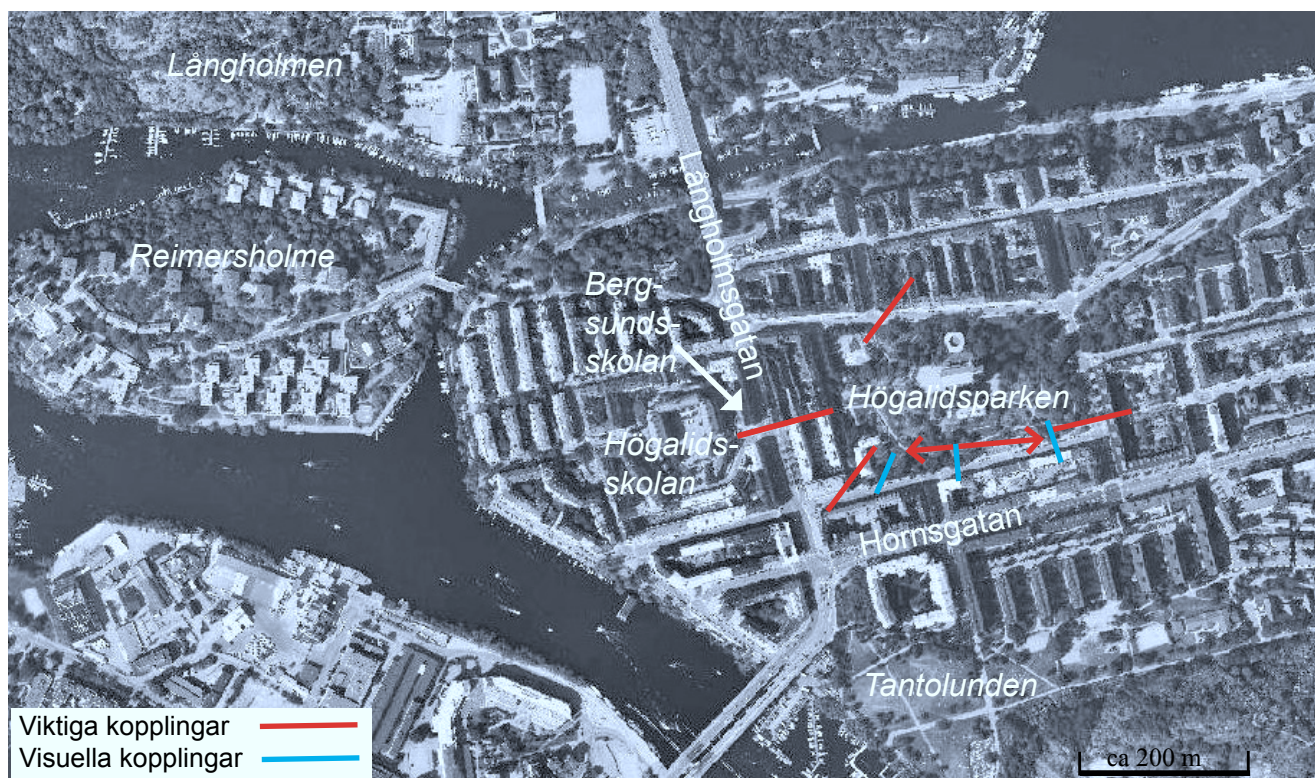 Långholmen
Långholmsgatan
Reimersholme
Berg-
sunds-
skolan
Högalidsparken
Högalids-
skolan
Hornsgatan
Tantolunden
Viktiga kopplingar
Visuella kopplingar
ca 200 m